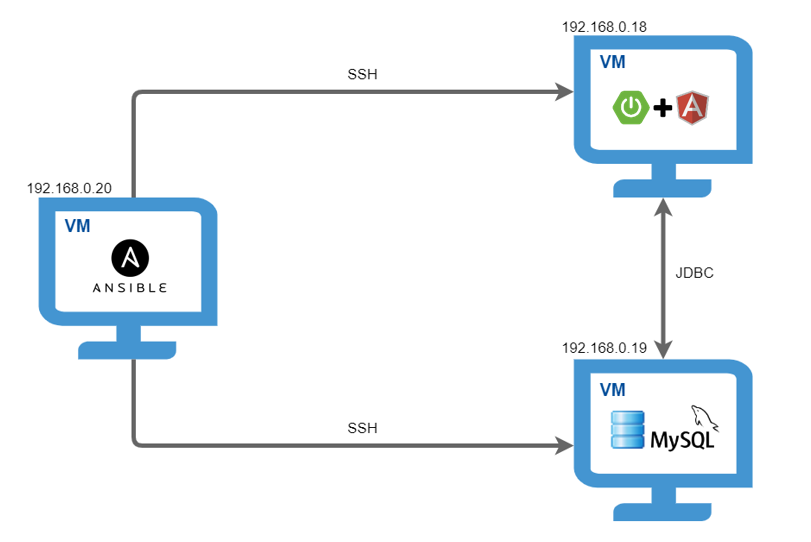 192.168.0.18
VM
A
SSH
192.168.0.20
VM
A
ANSIBLE
JDBC
192.168.0.19
VM
MySQL
SSH